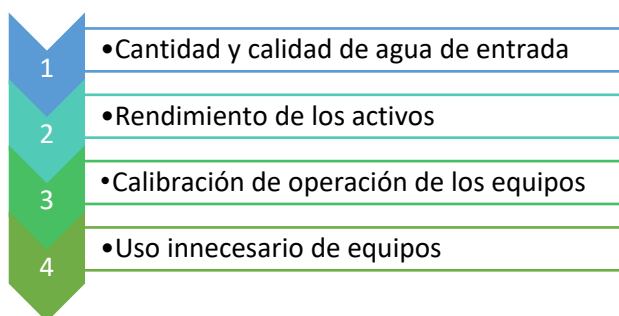 1
•Cantidad y calidad de agua de entrada
2
•Rendimiento de los activos
3
•Calibración de operación de los equipos
4
•Uso innecesario de equipos